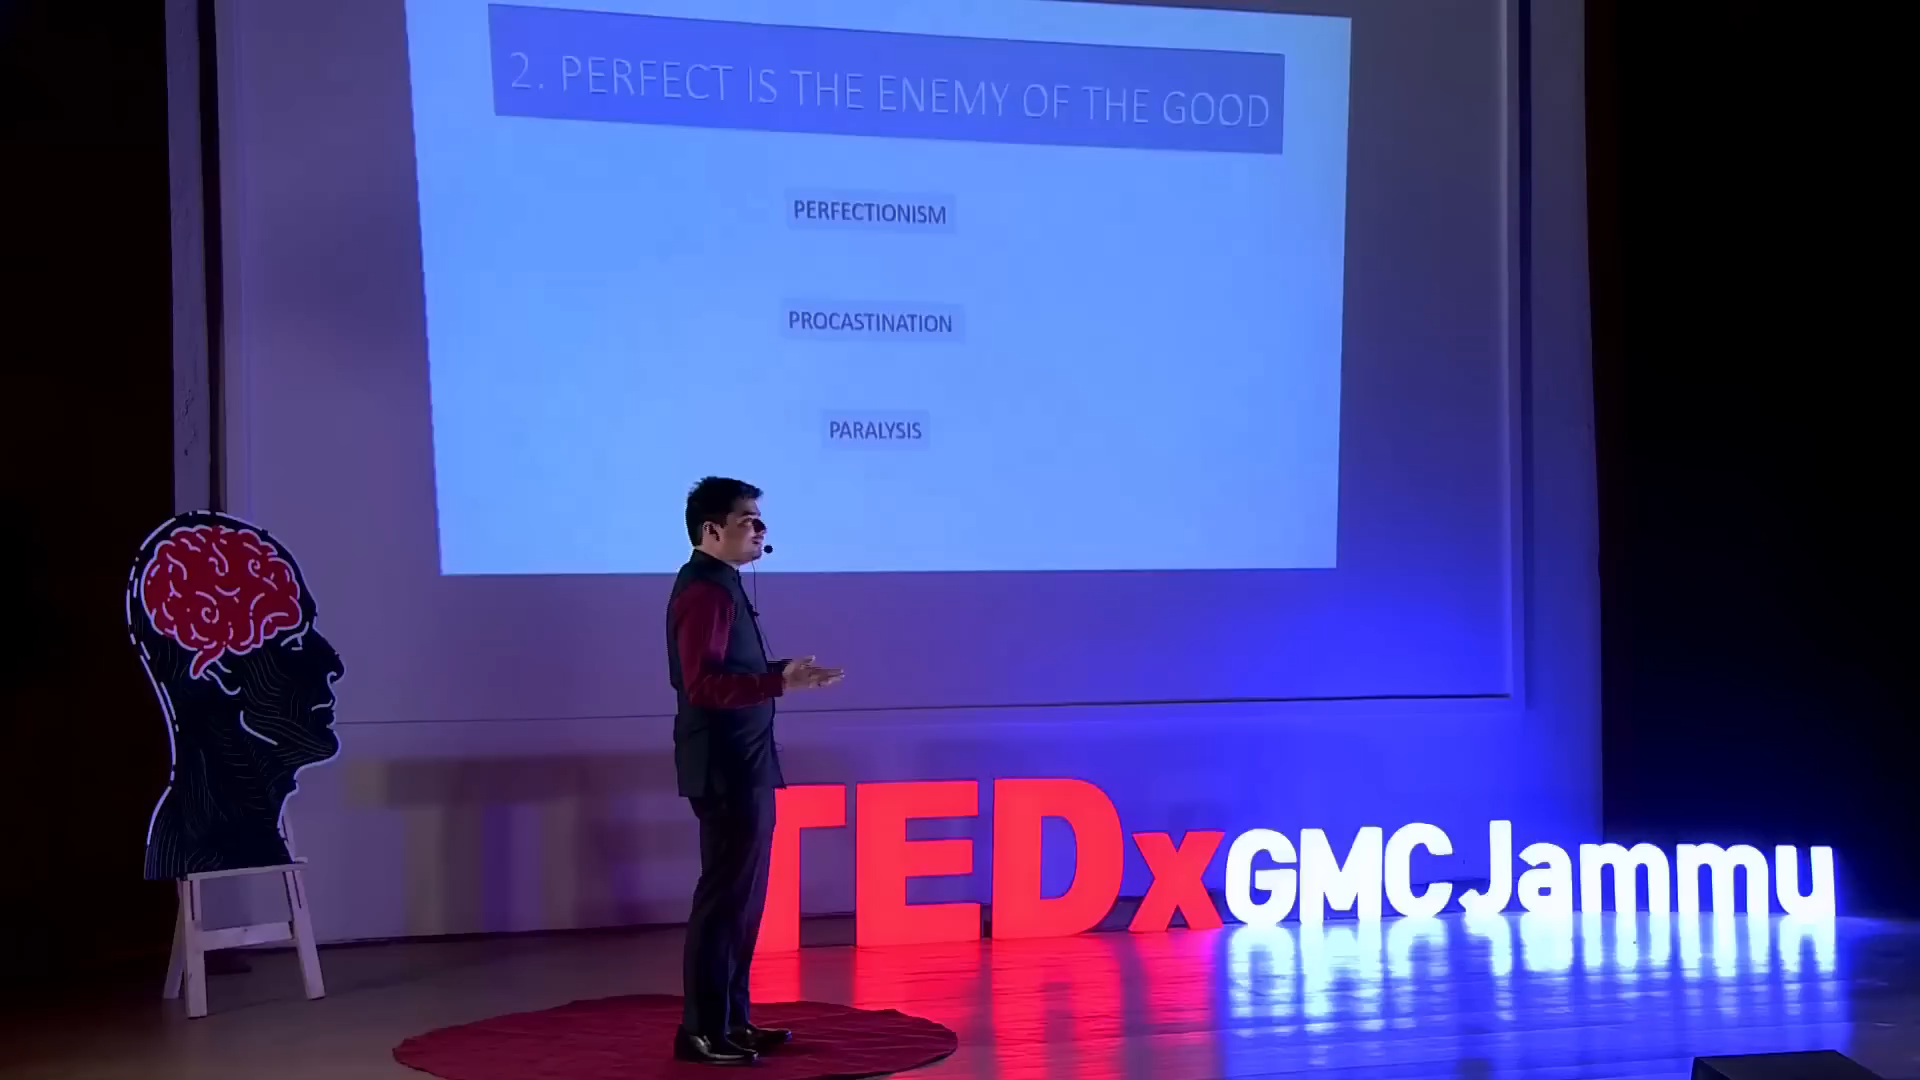 2. PERFECT IS THE ENEMY OF THE GOOD
PERFECTIONISM
PROCASTINATION
PARALYSIS
TEDxGMCJammu